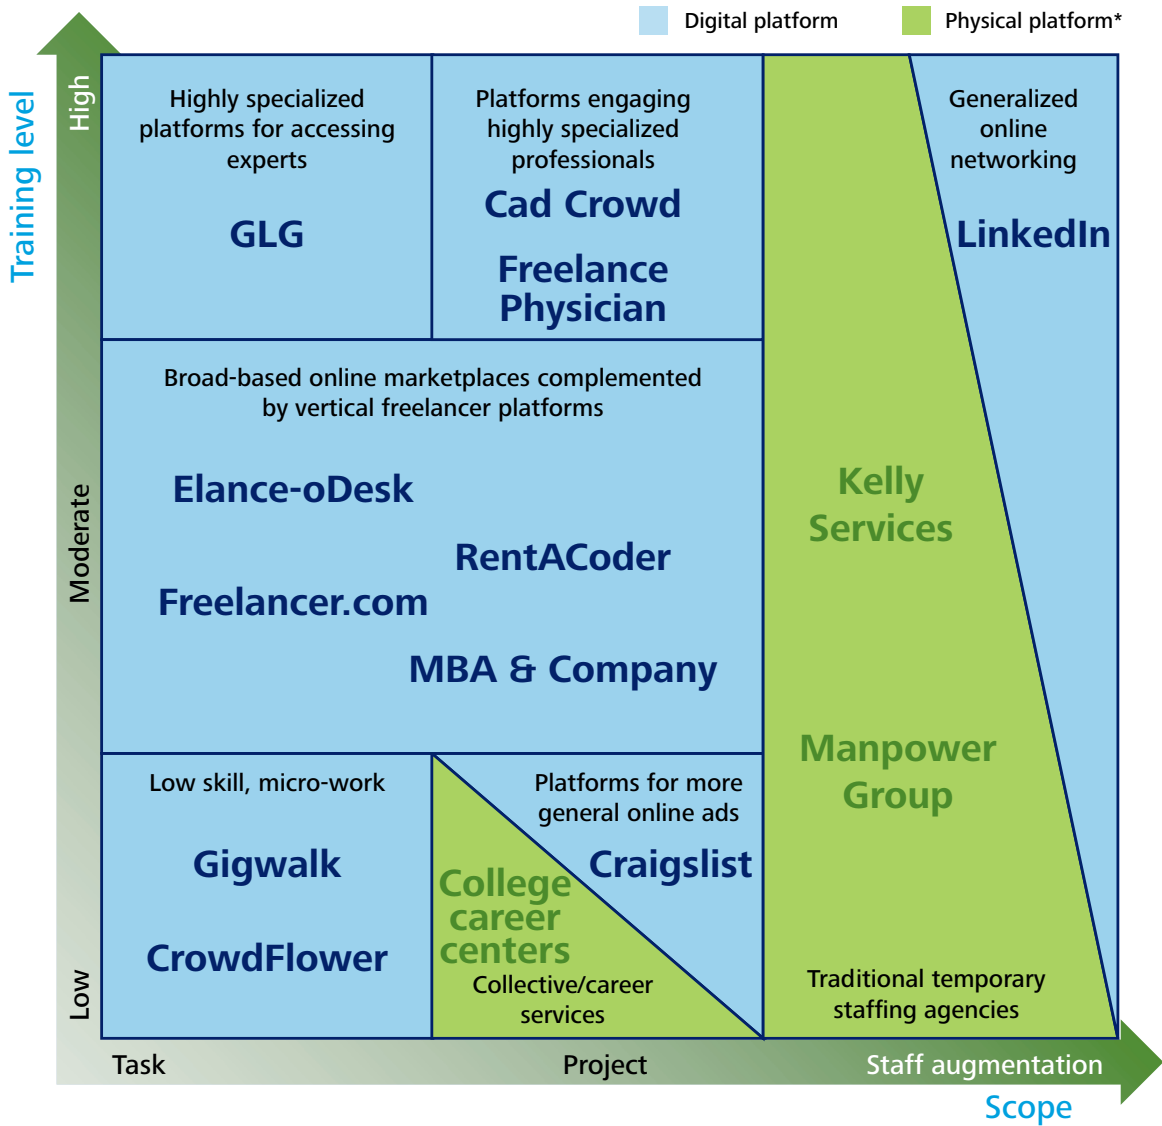 Digital platform
Physical platform*
Training level
High
Moderate
Low
Highly specialized
platforms for accessing
experts
GLG
Platforms engaging
highly specialized
professionals
Cad Crowd
Freelance
Physician
Generalized
online
networking
LinkedIn
Broad-based online marketplaces complemented
by vertical freelancer platforms
Elance-oDesk
RentACoder
Freelancer.com
MBA & Company
Kelly
Services
Manpower
Group
Traditional temporary
staffing agencies
Low skill, micro-work
Gigwalk
CrowdFlower
Platforms for more
general online ads
Craigslist
College
career
centers
Collective/career
services
Task
Project
Staff augmentation
Scope